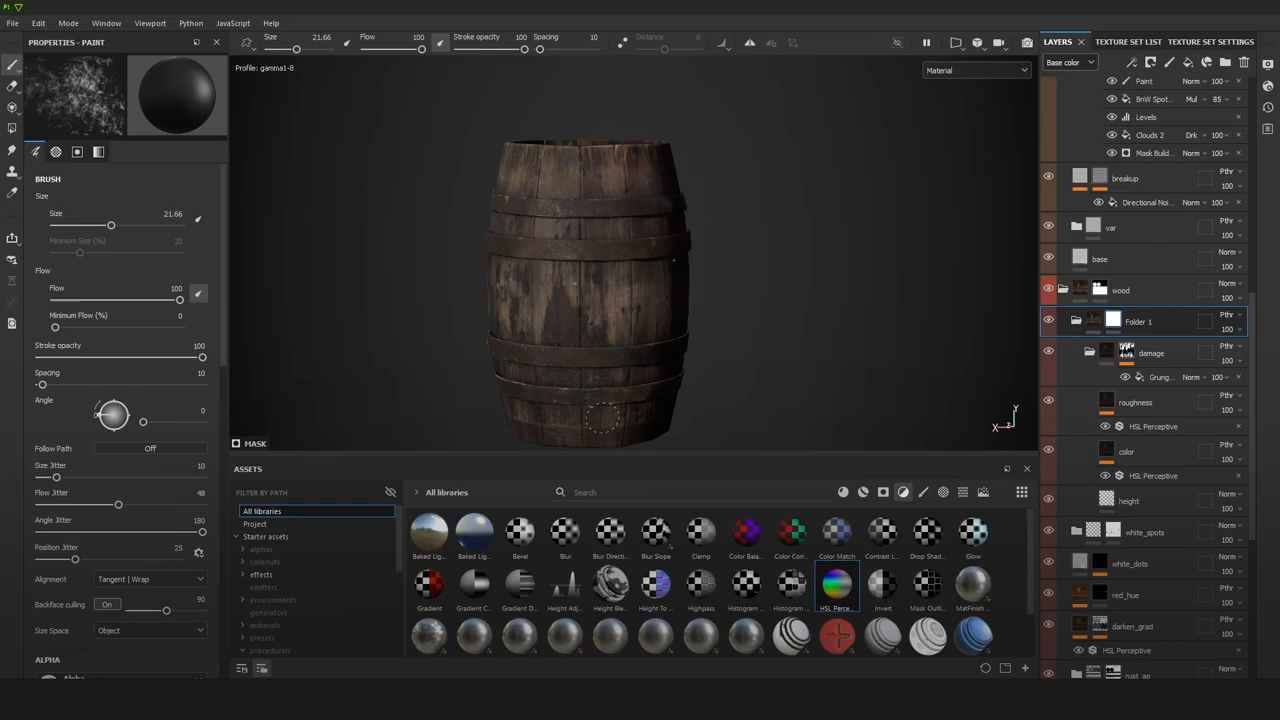 Pt
File Edit Mode Window Viewport Python JavaScript Help
PROPERTIES - PAINT
Size 21.66 Flow 100 Stroke opacity 100 Spacing 10 Distance 8
LAYERS TEXTURE SET LIST TEXTURE SET SETTINGS
Profile: gamma1-8
Material
Base color
Paint Norm 100
BnW Spot... Mul 85
Levels
Clouds 2 Drk 100
Mask Build... Norm 100
breakup Pthr 100
Directional Noi... Norm 100
var Pthr 100
base Norm 100
wood Norm 100
Folder 1 Pthr 100
damage Pthr 100
Grung... Norm 100
roughness Pthr 100
HSL Perceptive
color Pthr 100
HSL Perceptive
height Norm 100
white_spots Norm 100
white_dots Norm 100
red_hue Norm 100
darken_grad Pthr 100
HSL Perceptive
rust_ao Norm
BRUSH
Size
Size 21.66
Minimum Size (%) 20
Flow
Flow 100
Minimum Flow (%) 0
Stroke opacity 100
Spacing 10
Angle
0
Follow Path Off
Size Jitter 10
Flow Jitter 48
Angle Jitter 180
Position Jitter 25
Alignment Tangent | Wrap
Backface culling On 90
Size Space Object
ALPHA
Alpha
Y
X Z
MASK
ASSETS
FILTER BY PATH
All libraries
Project
Starter assets
alphas
colorluts
effects
emitters
environments
generators
materials
presets
procedurals
All libraries Search
Baked Lig... Baked Lig... Bevel Blur Blur Directi... Blur Slope Clamp Color Bala... Color Corr... Color Match Contrast L... Drop Shad... Glow
Gradient Gradient C... Gradient D... Height Adj... Height Ble... Height To ... Highpass Histogram ... Histogram ... HSL Perce... Invert Mask Outli... MatFinish ...